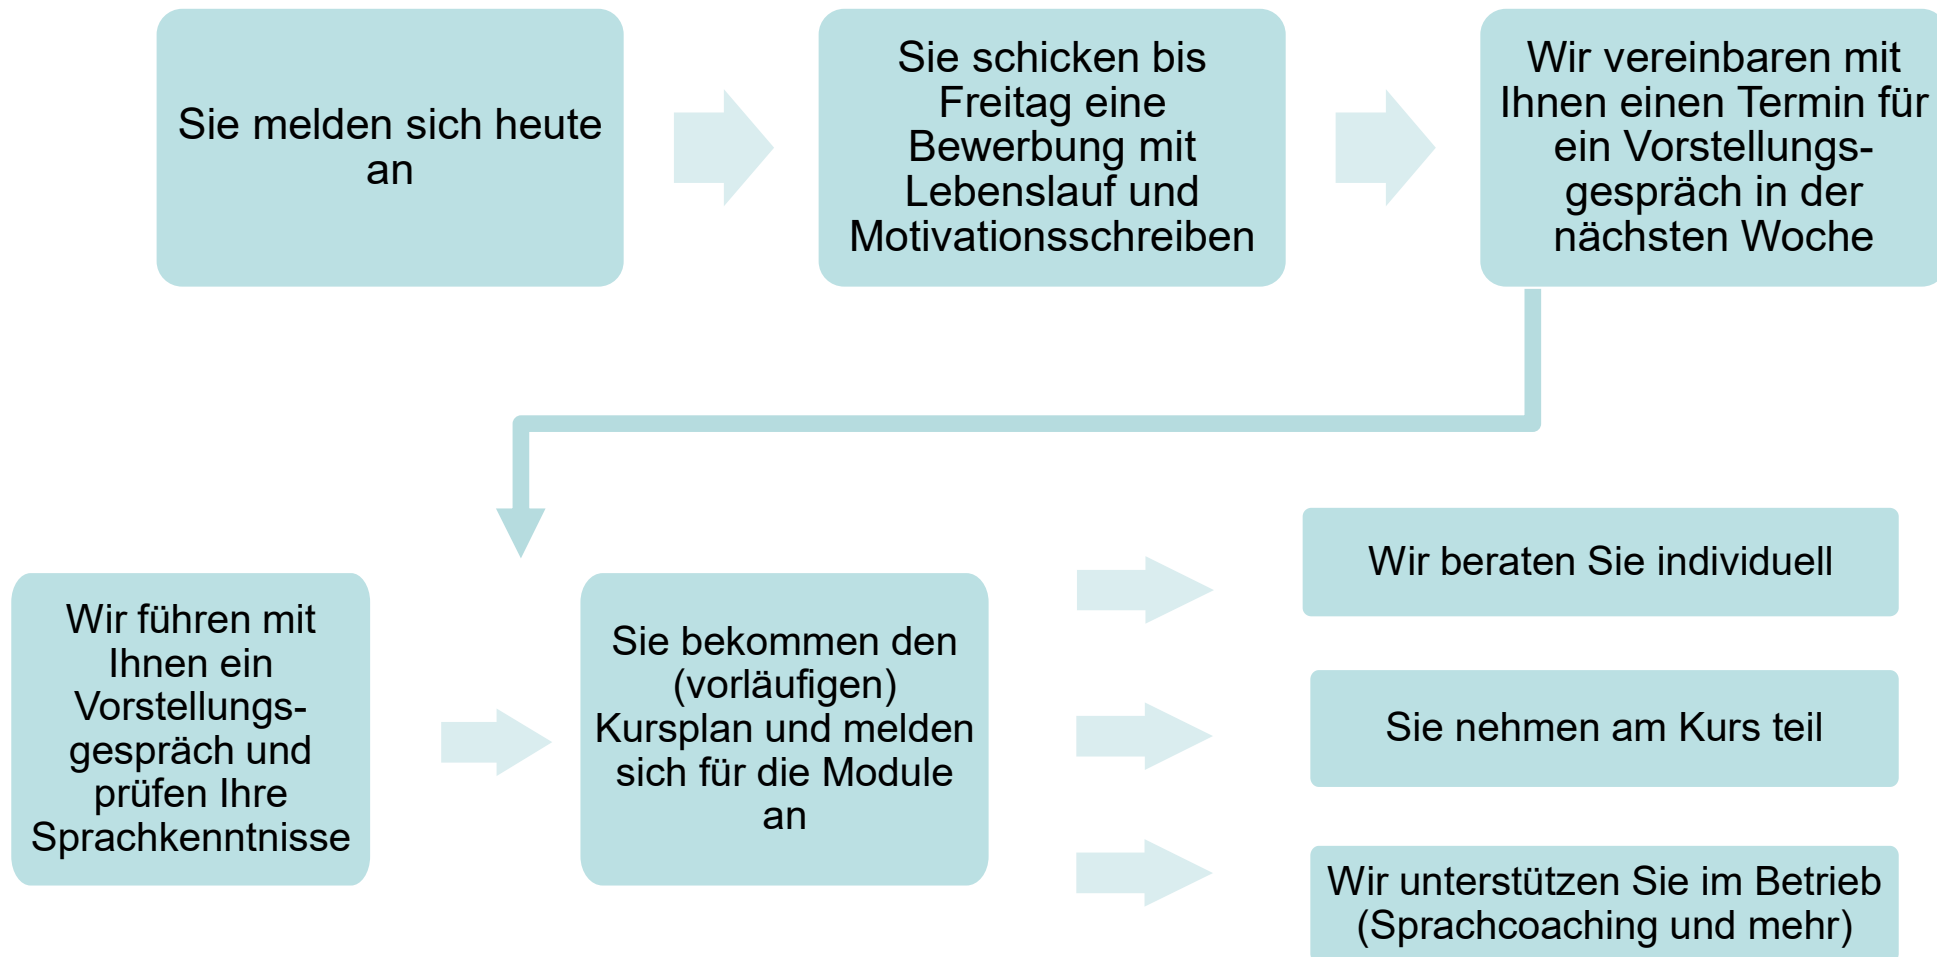 Sie melden sich heute
an
Sie schicken bis
Freitag eine
Bewerbung mit
Lebenslauf und
Motivationsschreiben
Wir vereinbaren mit
Ihnen einen Termin für
ein Vorstellungs-
gespräch in der
nächsten Woche
Wir führen mit
Ihnen ein
Vorstellungs-
gespräch und
prüfen Ihre
Sprachkenntnisse
Sie bekommen den
(vorläufigen)
Kursplan und melden
sich für die Module
an
Wir beraten Sie individuell
Sie nehmen am Kurs teil
Wir unterstützen Sie im Betrieb
(Sprachcoaching und mehr)